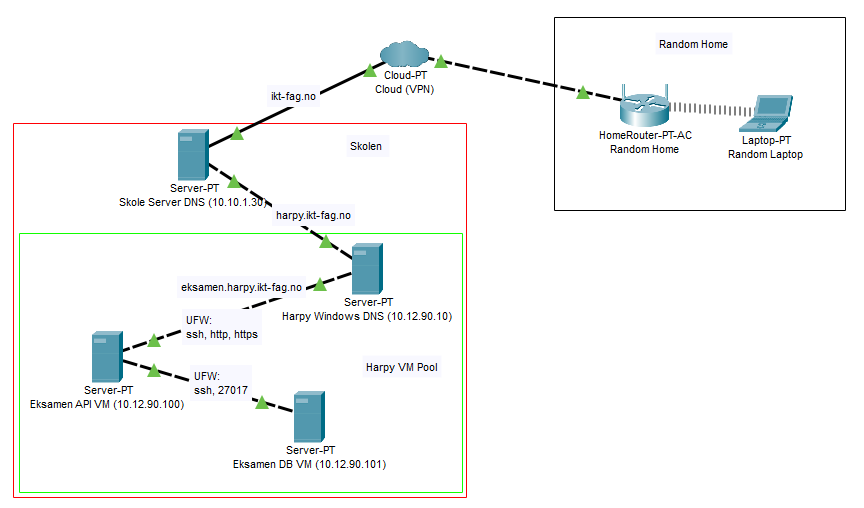 Random Home
Cloud-PT
Cloud (VPN)
ikt-fag.no
HomeRouter-PT-AC
Random Home
Laptop-PT
Random Laptop
Skolen
Server-PT
Skole Server DNS (10.10.1.30)
harpy.ikt-fag.no
eksamen.harpy.ikt-fag.no
Server-PT
Harpy Windows DNS (10.12.90.10)
UFW:
ssh, http, https
Harpy VM Pool
UFW:
ssh, 27017
Server-PT
Eksamen API VM (10.12.90.100)
Server-PT
Eksamen DB VM (10.12.90.101)